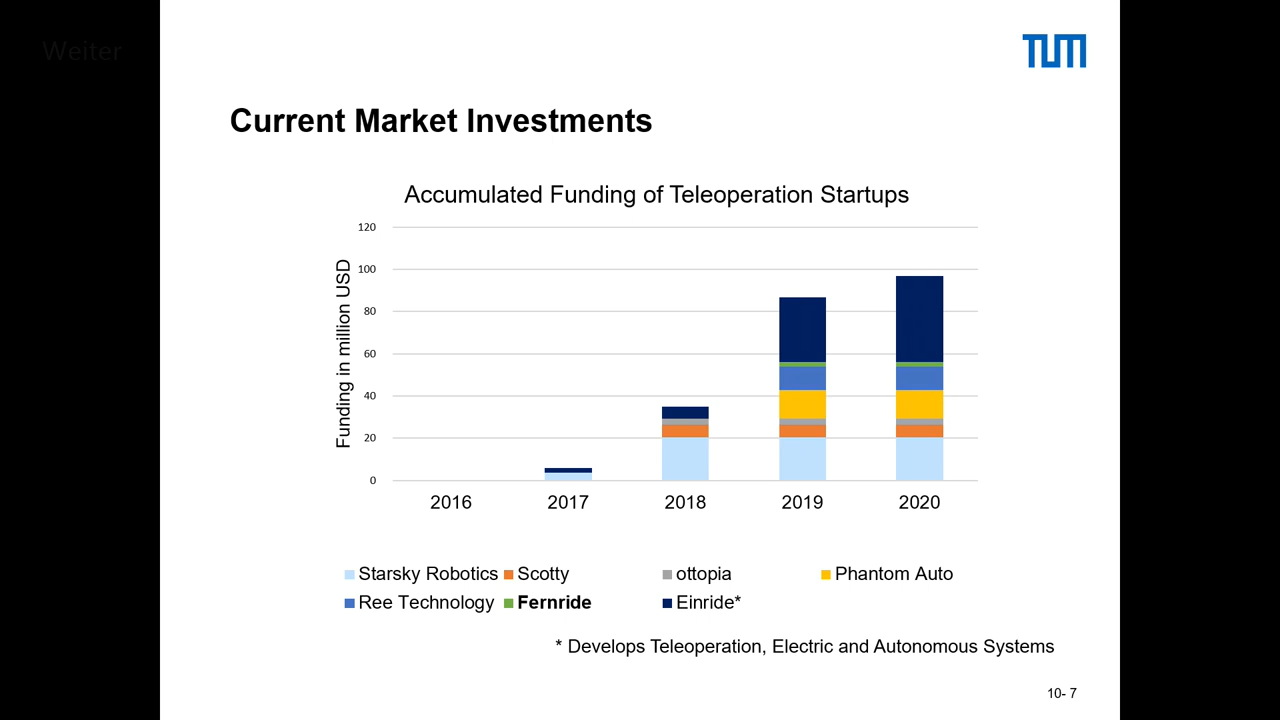 Weiter
TUM
Current Market Investments
Accumulated Funding of Teleoperation Startups
Funding in million USD
120
100
80
60
40
20
0
2016 2017 2018 2019 2020
Starsky Robotics Scotty ottopia Phantom Auto
Ree Technology Fernride Einride*
* Develops Teleoperation, Electric and Autonomous Systems
10- 7